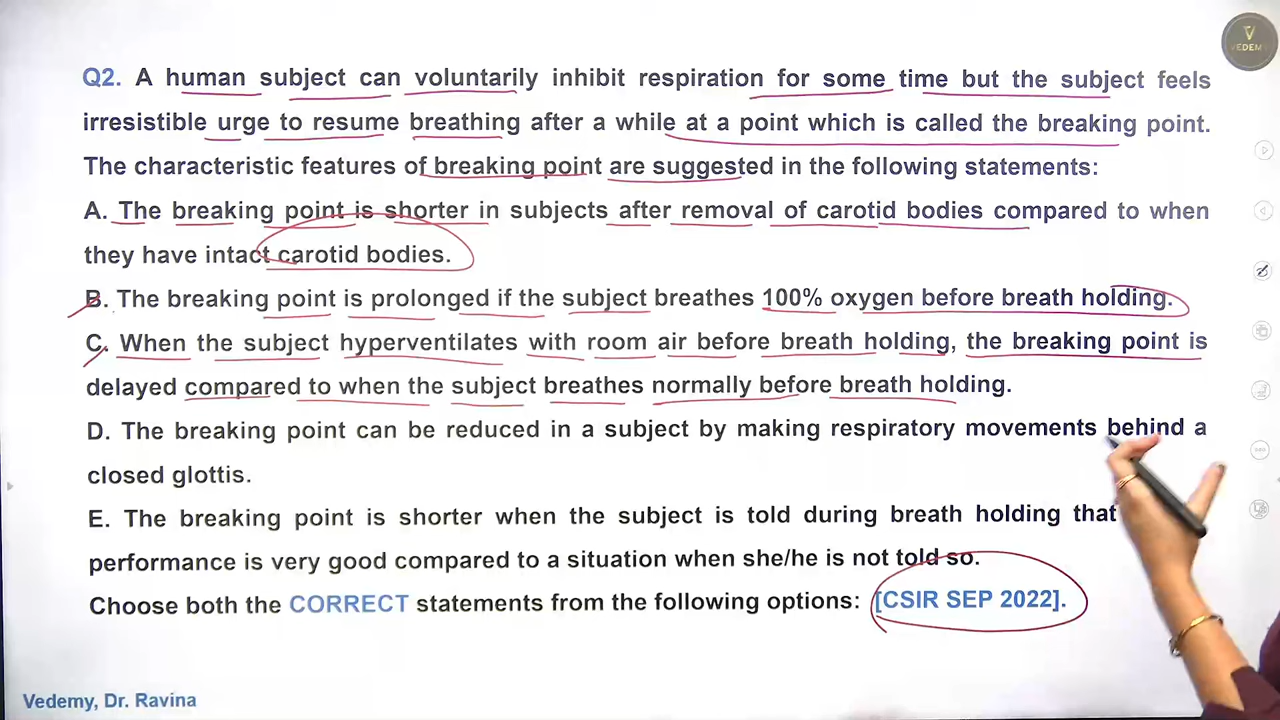 V
VEDEMY
Q2. A human subject can voluntarily inhibit respiration for some time but the subject feels
irresistible urge to resume breathing after a while at a point which is called the breaking point.
The characteristic features of breaking point are suggested in the following statements:
A. The breaking point is shorter in subjects after removal of carotid bodies compared to when
they have intact carotid bodies.
B. The breaking point is prolonged if the subject breathes 100% oxygen before breath holding.
C. When the subject hyperventilates with room air before breath holding, the breaking point is
delayed compared to when the subject breathes normally before breath holding.
D. The breaking point can be reduced in a subject by making respiratory movements behind a
closed glottis.
E. The breaking point is shorter when the subject is told during breath holding that
performance is very good compared to a situation when she/he is not told so.
Choose both the CORRECT statements from the following options: [CSIR SEP 2022].
Vedemy, Dr. Ravina